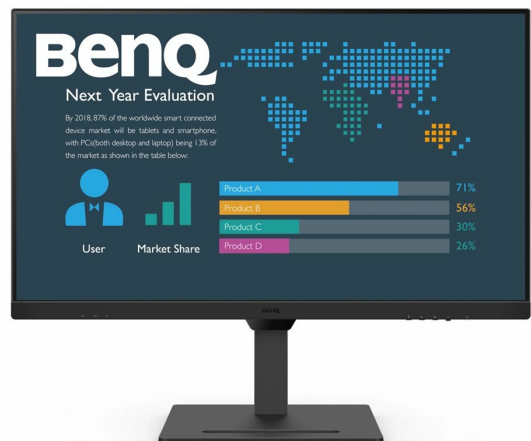 BenQ
Next Year Evaluation
By 2018, 87% of the worldwide smart connected
device market will be tablets and smartphone,
with PCs(both desktop and laptop) being 13% of
the market as shown in the table below:
Product A 71%
Product B 56%
Product C 30%
Product D 26%
User Market Share
BenQ